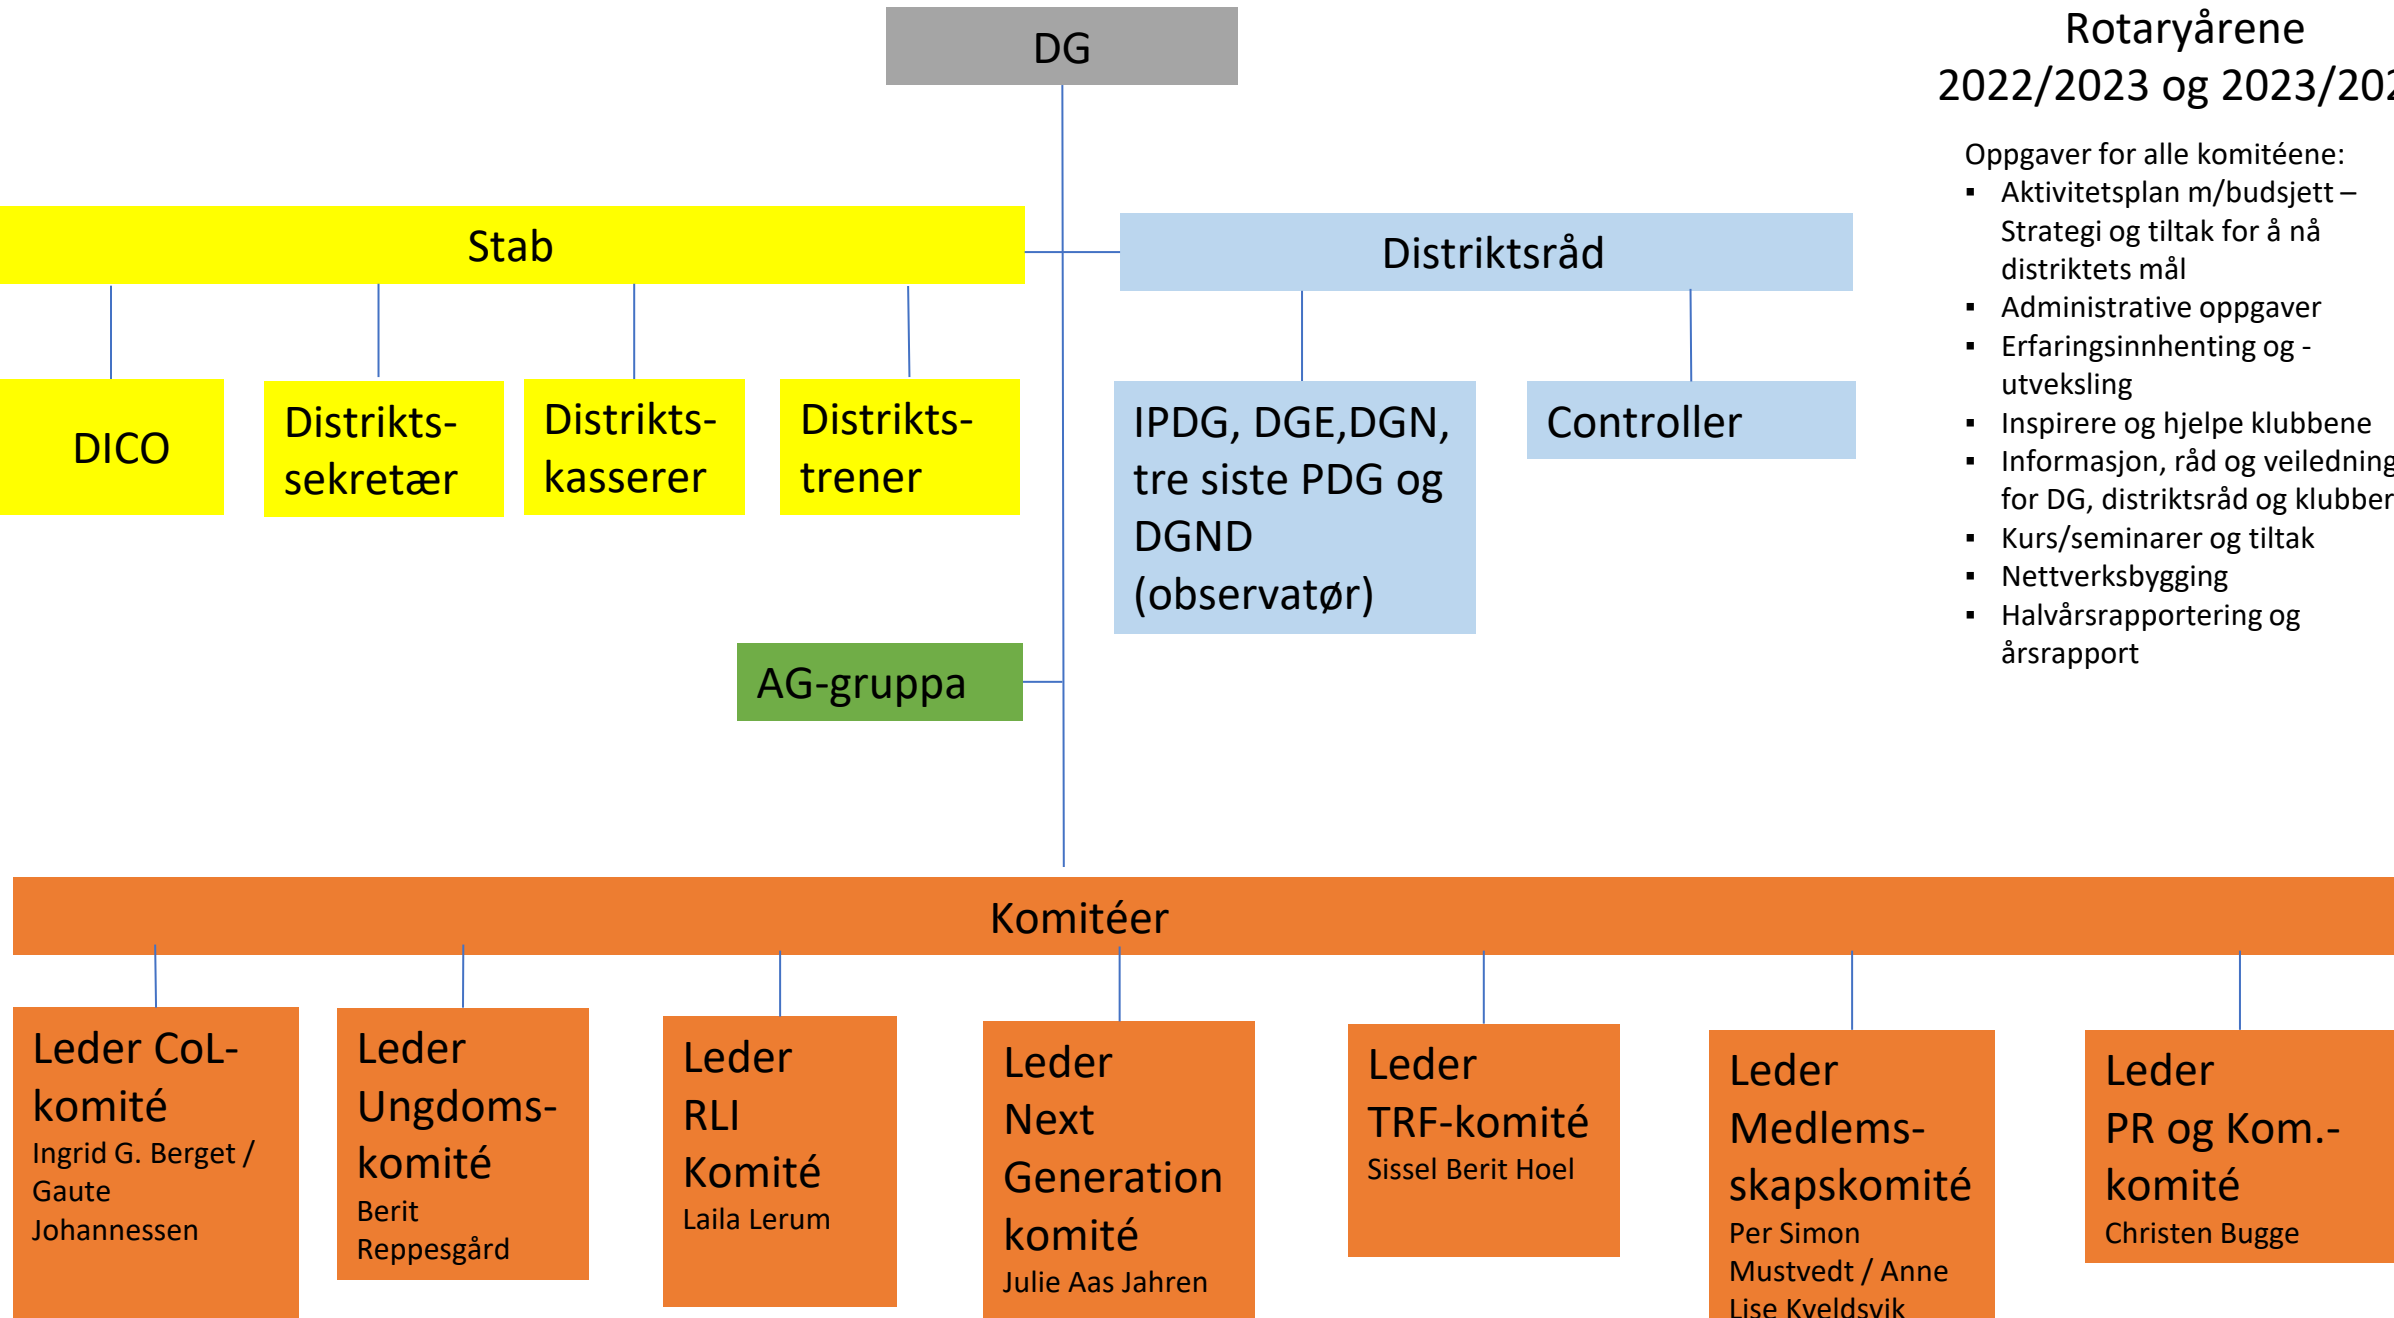 DG
Rotaryårene
2022/2023 og 2023/202
Oppgaver for alle komitéene:
▪ Aktivitetsplan m/budsjett –
Strategi og tiltak for å nå
distriktets mål
▪ Administrative oppgaver
▪ Erfaringsinnhenting og -
utveksling
▪ Inspirere og hjelpe klubbene
▪ Informasjon, råd og veiledning
for DG, distriktsråd og klubber
▪ Kurs/seminarer og tiltak
▪ Nettverksbygging
▪ Halvårsrapportering og
årsrapport
Stab
Distriktsråd
DICO
Distrikts-
sekretær
Distrikts-
kasserer
Distrikts-
trener
IPDG, DGE,DGN,
tre siste PDG og
DGND
(observatør)
Controller
AG-gruppa
Komitéer
Leder CoL-
komité
Ingrid G. Berget /
Gaute
Johannessen
Leder
Ungdoms-
komité
Berit
Reppesgård
Leder
RLI
Komité
Laila Lerum
Leder
Next
Generation
komité
Julie Aas Jahren
Leder
TRF-komité
Sissel Berit Hoel
Leder
Medlems-
skapskomité
Per Simon
Mustvedt / Anne
Lise Kveldsvik
Leder
PR og Kom.-
komité
Christen Bugge